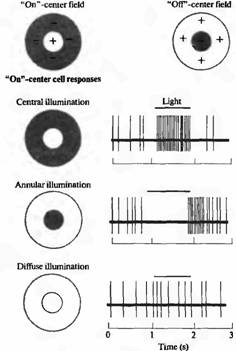 "On"-center field
"Off"-center field
+
-
-
-
-
+
+
+
+
-
"On"-center cell responses
Central illumination
Light
Annular illumination
Diffuse illumination
0 1 2 3
Time (s)